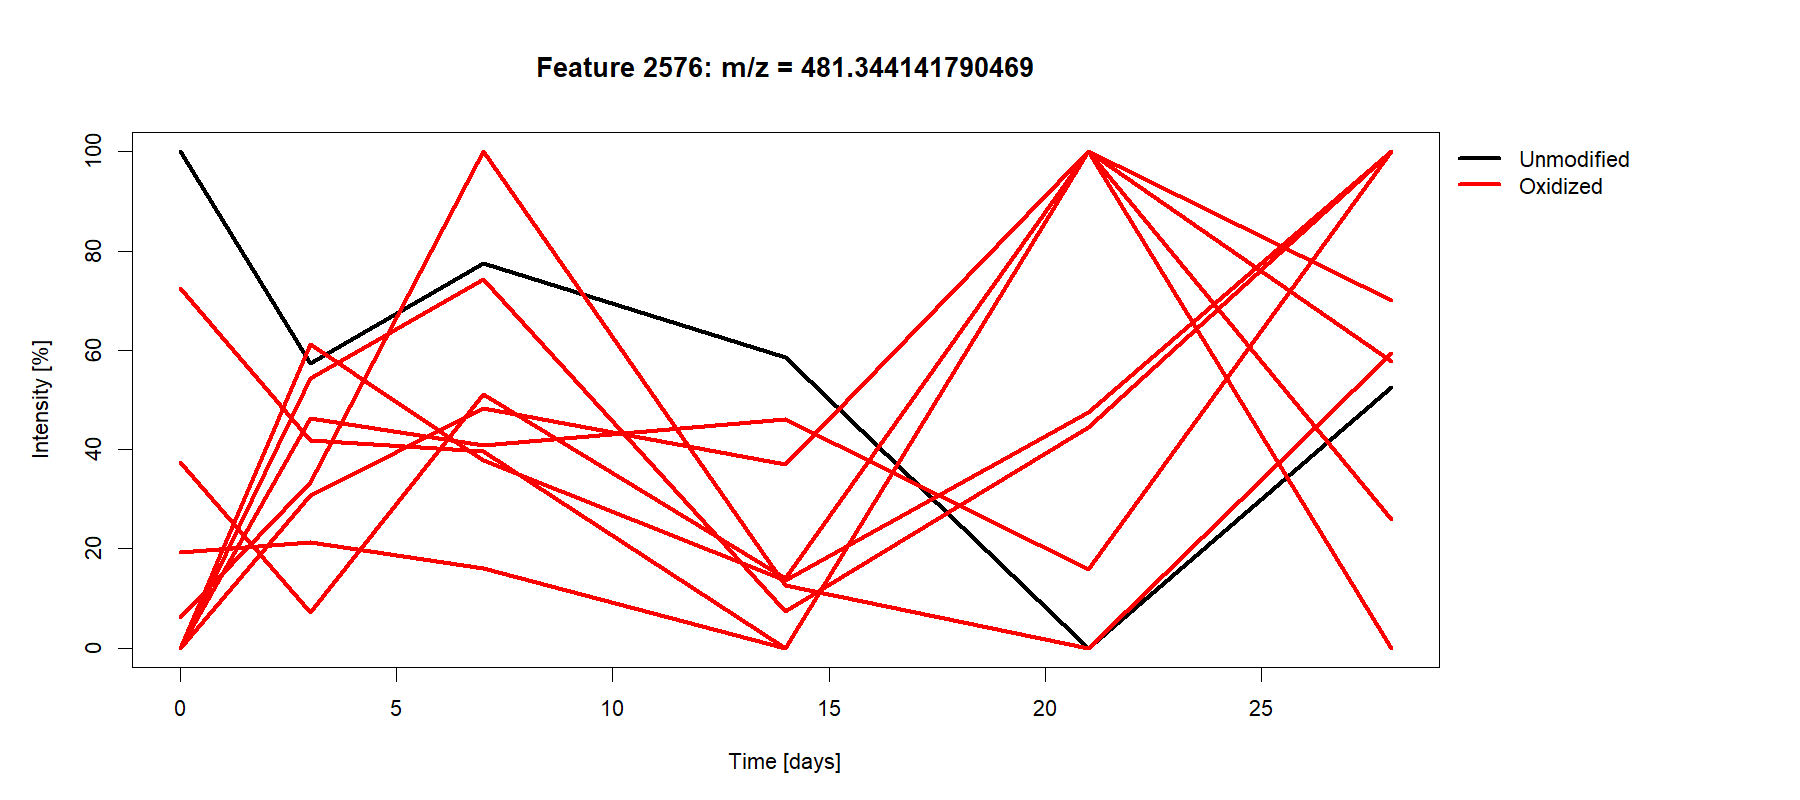 Feature 2576: m/z = 481.344141790469
Unmodified
Oxidized
Intensity [%]
100
80
60
40
20
0
0 5 10 15 20 25
Time [days]